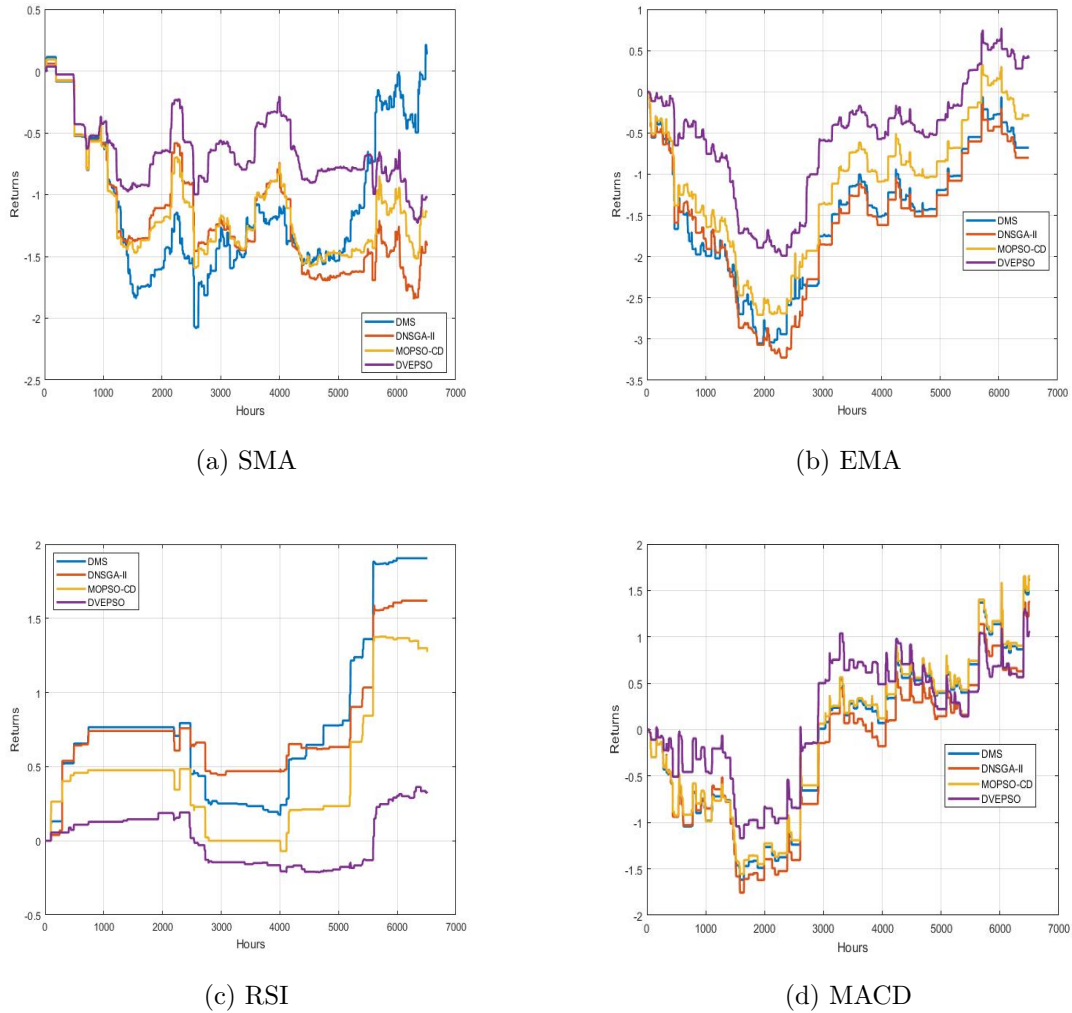 0.5
0
-0.5
-1
-1.5
-2
-2.5
Returns
0 1000 2000 3000 4000 5000 6000 7000
Hours
DMS
DNSGA-II
MOPSO-CD
DVEPSO
(a) SMA
1
0.5
0
-0.5
-1
-1.5
-2
-2.5
-3
-3.5
Returns
0 1000 2000 3000 4000 5000 6000 7000
Hours
DMS
DNSGA-II
MOPSO-CD
DVEPSO
(b) EMA
2
1.5
1
0.5
0
-0.5
Returns
0 1000 2000 3000 4000 5000 6000 7000
Hours
DMS
DNSGA-II
MOPSO-CD
DVEPSO
(c) RSI
2
1.5
1
0.5
0
-0.5
-1
-1.5
-2
Returns
0 1000 2000 3000 4000 5000 6000 7000
Hours
DMS
DNSGA-II
MOPSO-CD
DVEPSO
(d) MACD